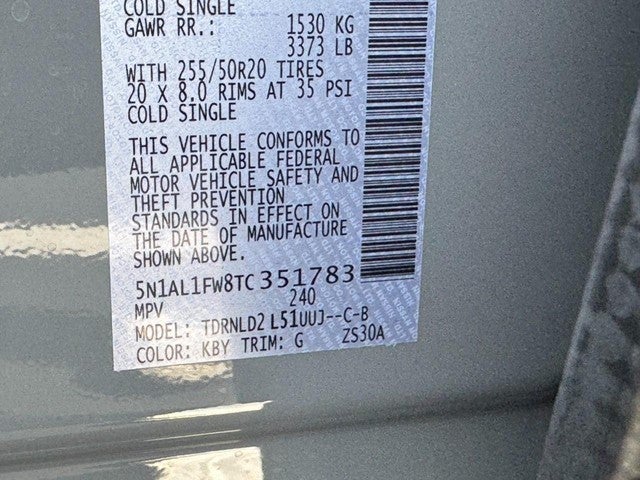 COLD SINGLE
GAWR RR.: 1530 KG
3373 LB
WITH 255/50R20 TIRES
20 X 8.0 RIMS AT 35 PSI
COLD SINGLE
THIS VEHICLE CONFORMS TO
ALL APPLICABLE FEDERAL
MOTOR VEHICLE SAFETY AND
THEFT PREVENTION
STANDARDS IN EFFECT ON
THE DATE OF MANUFACTURE
SHOWN ABOVE.
5N1AL1FW8TC351783
MPV 240
MODEL: TDRNLD2 L51UUJ--C-B
COLOR: KBY TRIM: G ZS30A